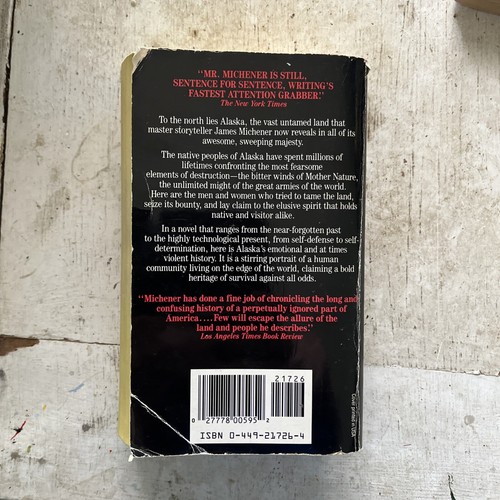 "MR. MICHENER IS STILL,
SENTENCE FOR SENTENCE, WRITING'S
FASTEST ATTENTION GRABBER."
The New York Times
To the north lies Alaska, the vast untamed land that
master storyteller James Michener now reveals in all of its
awesome, sweeping majesty.
The native peoples of Alaska have spent millions of
lifetimes confronting the most fearsome
elements of destruction—the bitter winds of Mother Nature,
the unlimited might of the great armies of the world.
Here are the men and women who tried to tame the land,
seize its bounty, and lay claim to the elusive spirit that holds
native and visitor alike.
In a novel that ranges from the near-forgotten past
to the highly technological present, from self-defense to self-
determination, here is Alaska's emotional and at times
violent history. It is a stirring portrait of a human
community living on the edge of the world, claiming a bold
heritage of survival against all odds.
"Michener has done a fine job of chronicling the long and
confusing history of a perpetually ignored part of
America....Few will escape the allure of the
land and people he describes."
Los Angeles Times Book Review
21726
0 27778 00595 2
ISBN 0-449-21726-4
Cover printed in USA